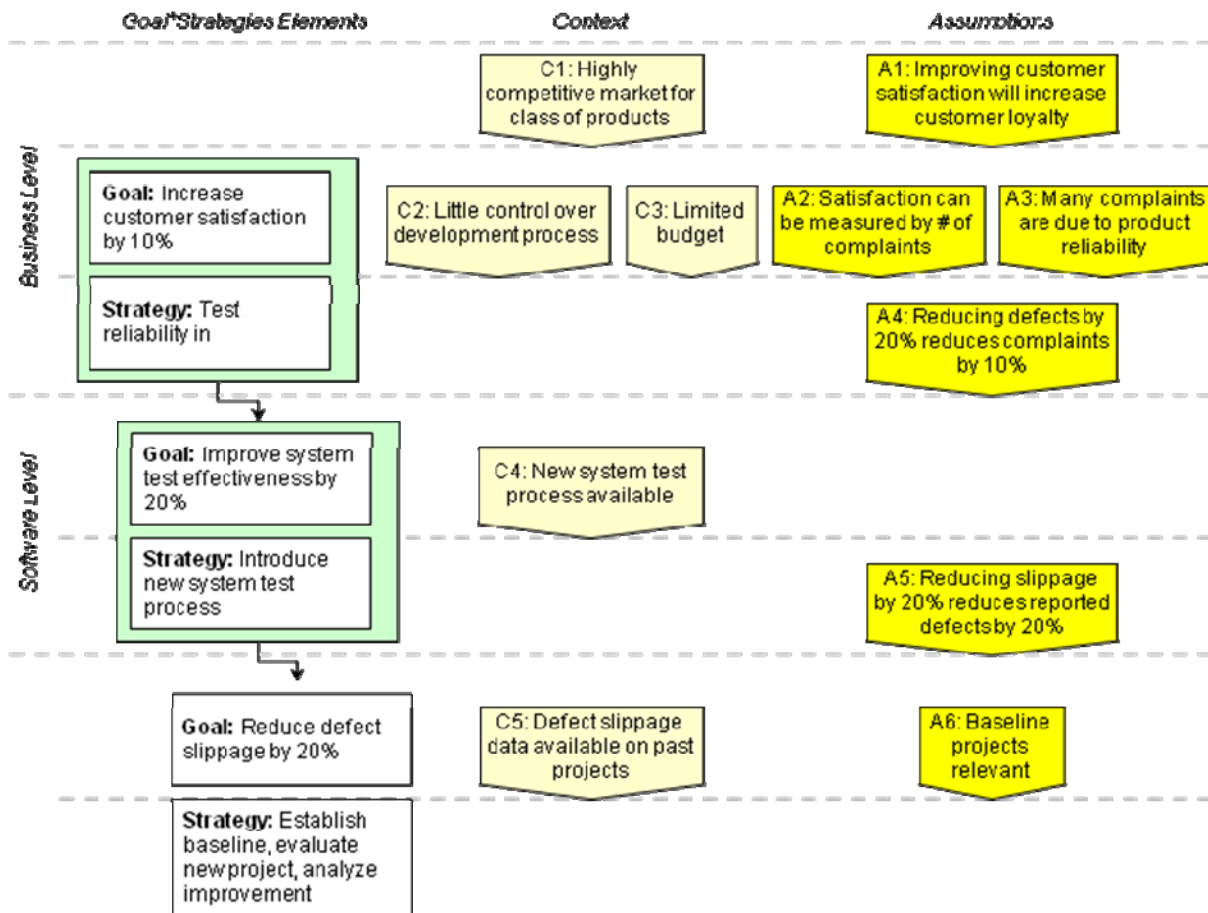 Goal+Strategies Elements
Context
Assumptions
Business Level
C1: Highly
competitive market for
class of products
A1: Improving customer
satisfaction will increase
customer loyalty
Goal: Increase
customer satisfaction
by 10%
C2: Little control over
development process
C3: Limited
budget
A2: Satisfaction can
be measured by # of
complaints
A3: Many complaints
are due to product
reliability
Strategy: Test
reliability in
A4: Reducing defects by
20% reduces complaints
by 10%
Software Level
Goal: Improve system
test effectiveness by
20%
C4: New system test
process available
Strategy: Introduce
new system test
process
A5: Reducing slippage
by 20% reduces reported
defects by 20%
Goal: Reduce defect
slippage by 20%
C5: Defect slippage
data available on past
projects
A6: Baseline
projects
relevant
Strategy: Establish
baseline, evaluate
new project, analyze
improvement